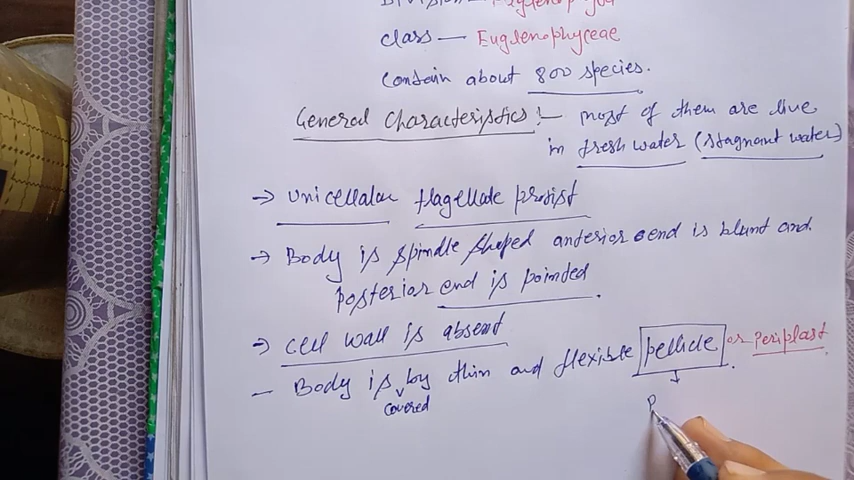 Division — Euglenophyta
class — Euglenophyceae
Contain about 800 species.
General Characteristics :— most of them are live
in fresh water (stagnant water)
→ unicellular flagellate protist
→ Body is spindle shaped anterior end is blunt and
posterior end is pointed.
→ cell wall is absent
— Body is by thin and flexible pellicle or periplast.
covered
P